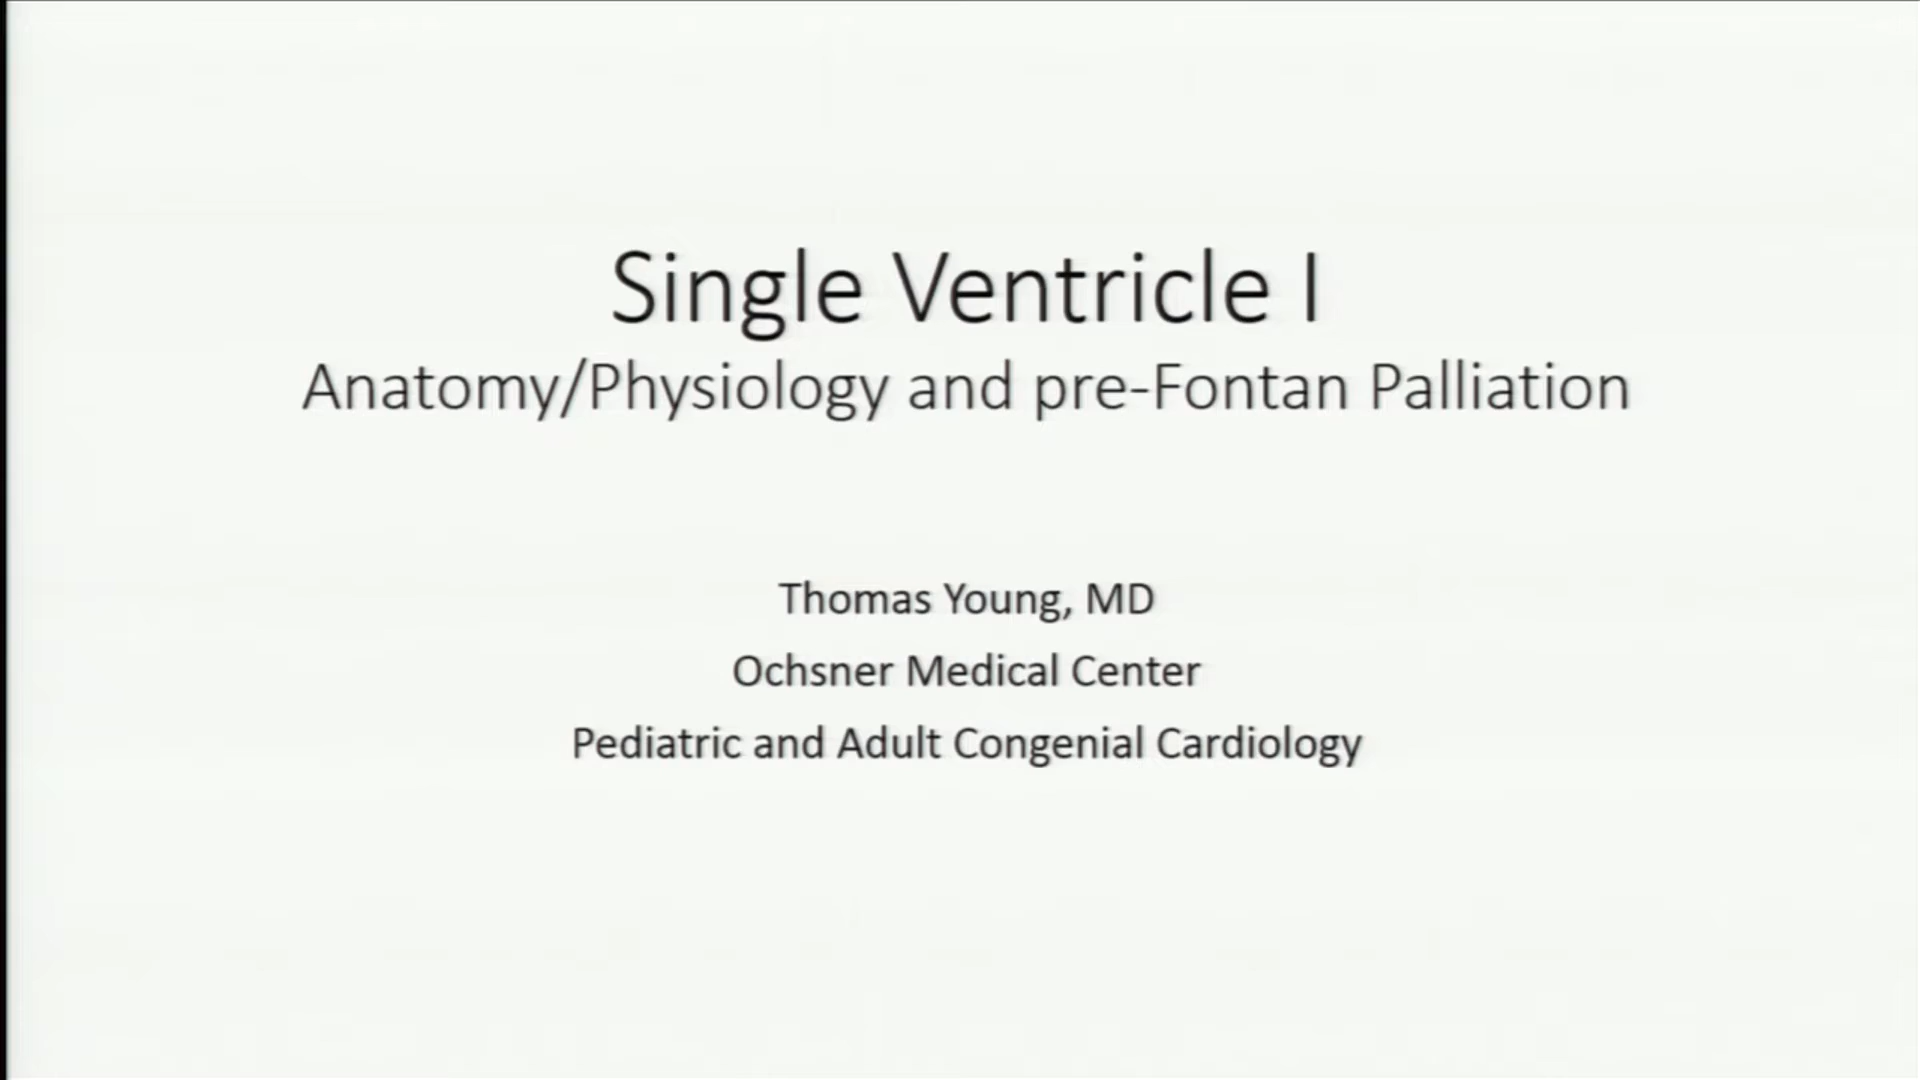 Single Ventricle I
Anatomy/Physiology and pre-Fontan Palliation
Thomas Young, MD
Ochsner Medical Center
Pediatric and Adult Congenial Cardiology